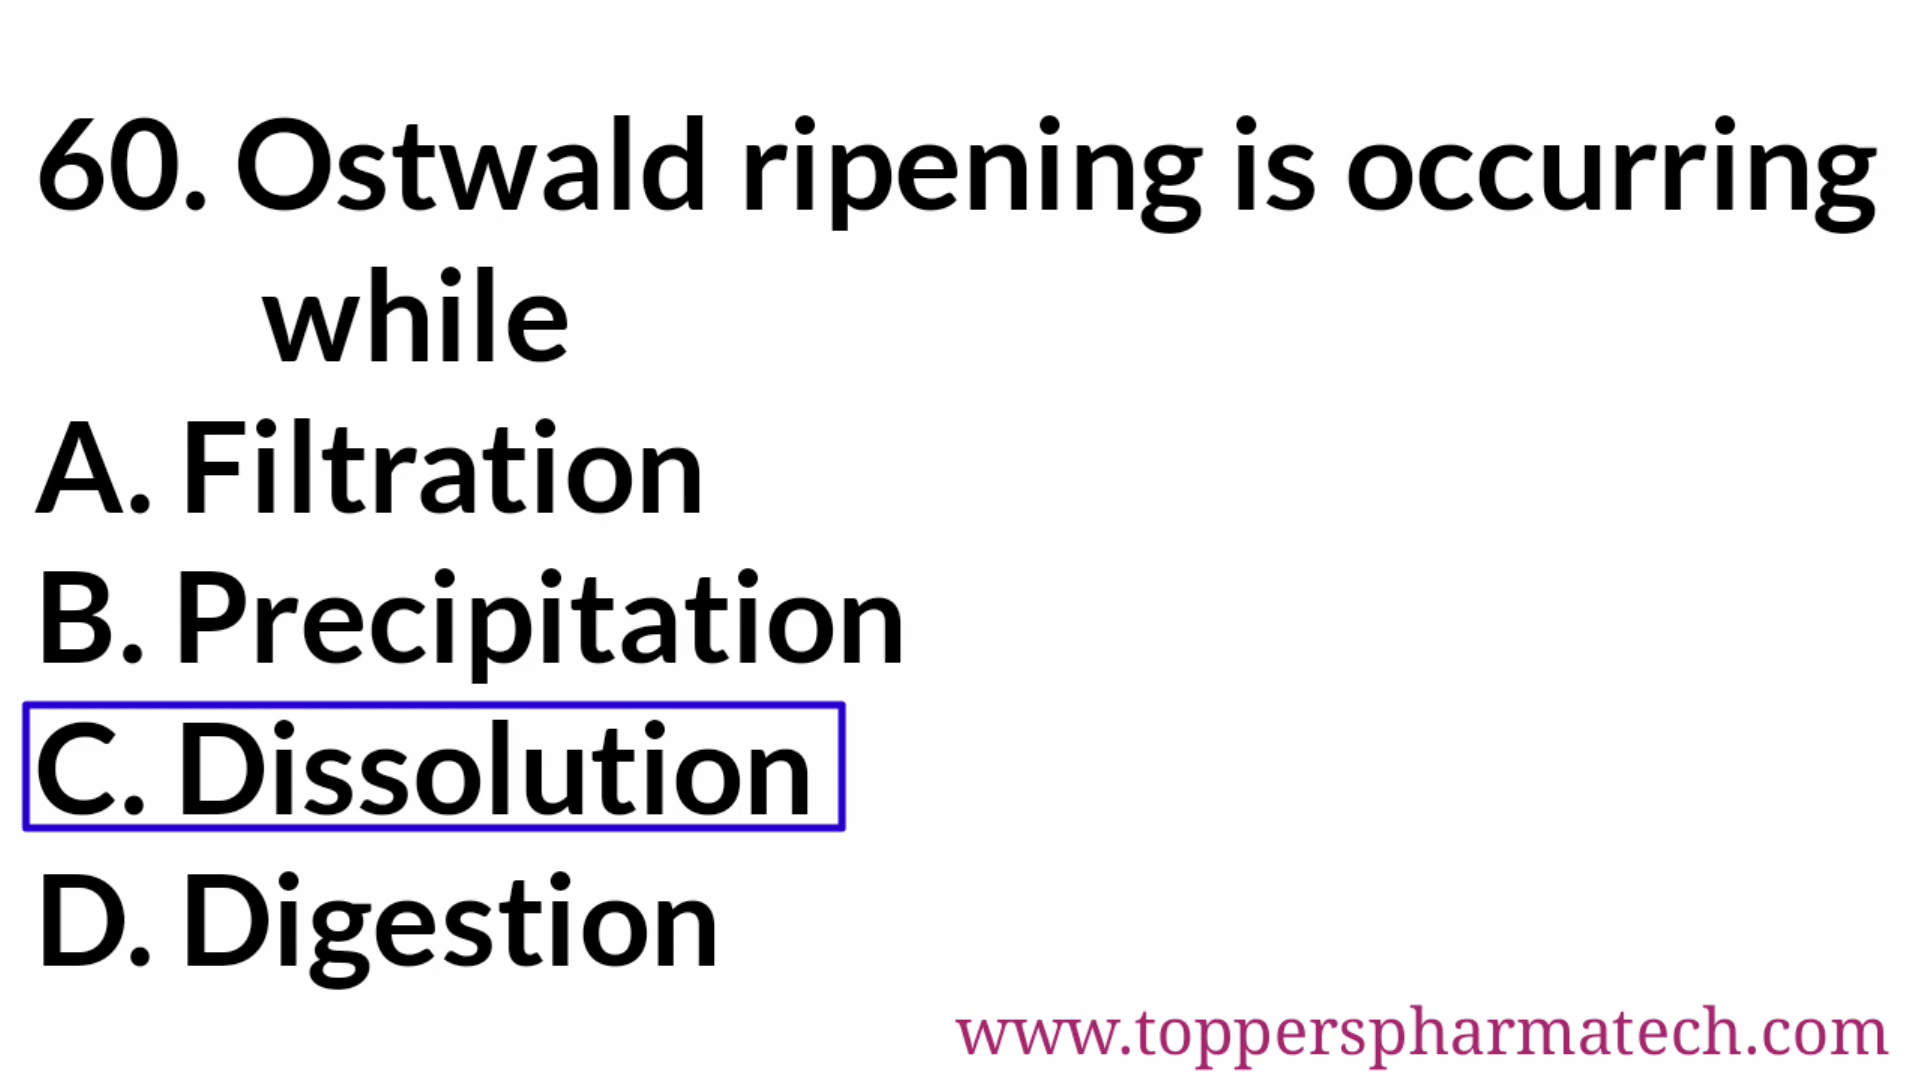 60. Ostwald ripening is occurring
while
A. Filtration
B. Precipitation
C. Dissolution
D. Digestion
www.topperspharmatech.com